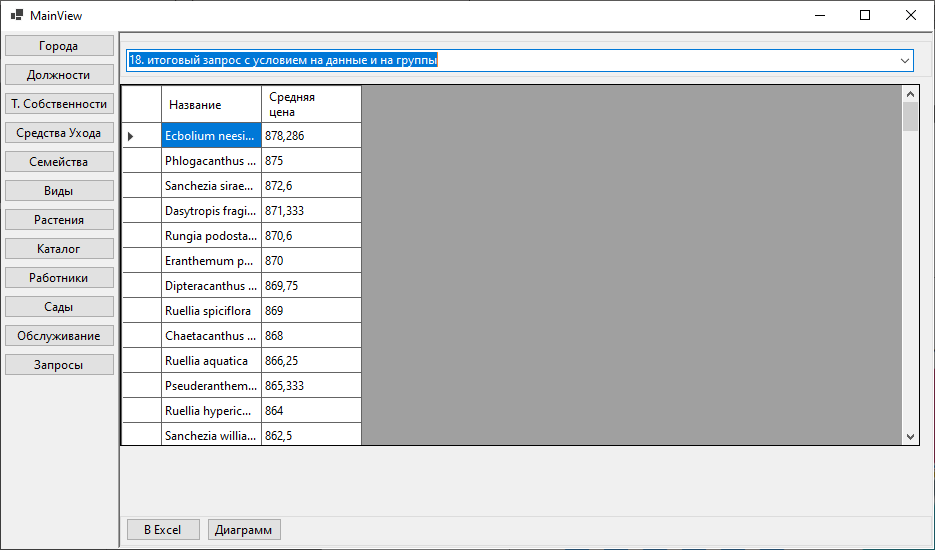 MainView
Города
Должности
Т. Собственности
Средства Ухода
Семейства
Виды
Растения
Каталог
Работники
Сады
Обслуживание
Запросы
18. итоговый запрос с условием на данные и на группы
Название Средняя цена
Ecbolium neesi... 878,286
Phlogacanthus ... 875
Sanchezia sirae... 872,6
Dasytropis fragi... 871,333
Rungia podosta... 870,6
Eranthemum p... 870
Dipteracanthus ... 869,75
Ruellia spiciflora 869
Chaetacanthus ... 868
Ruellia aquatica 866,25
Pseuderanthem... 865,333
Ruellia hyperic... 864
Sanchezia willia... 862,5
В Excel Диаграмм